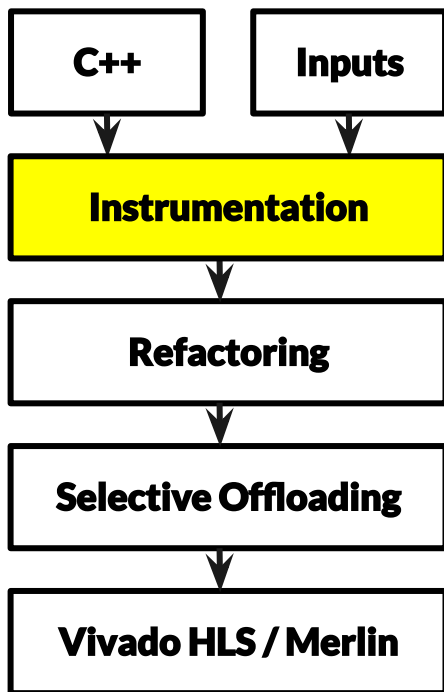 C++
Inputs
Instrumentation
Refactoring
Selective Offloading
Vivado HLS / Merlin